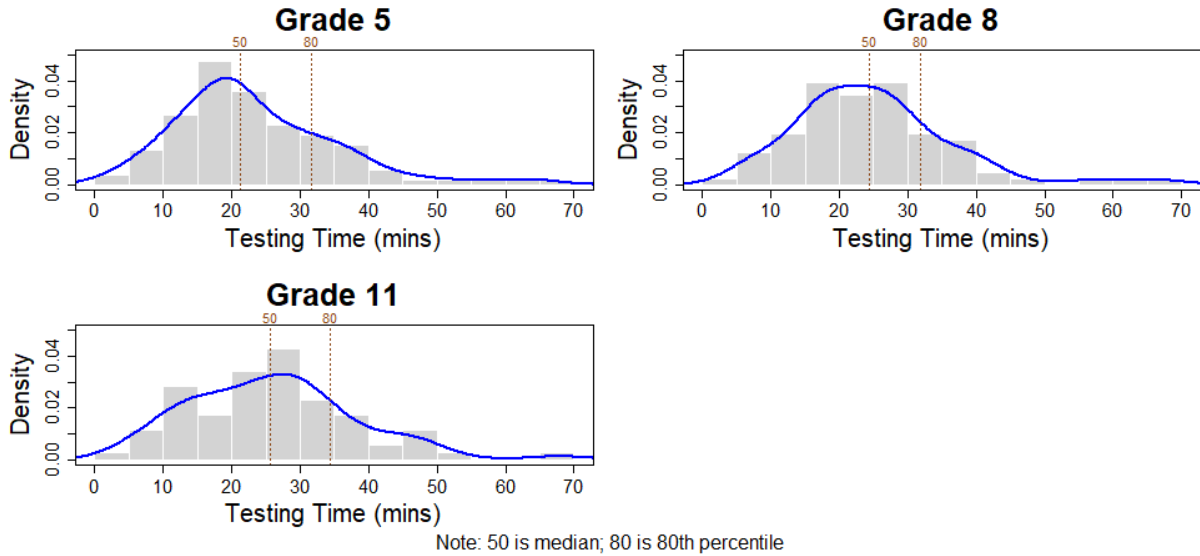 Grade 5
50 80
Density
0.00 0.02 0.04
0 10 20 30 40 50 60 70
Testing Time (mins)
Grade 8
50 80
Density
0.00 0.02 0.04
0 10 20 30 40 50 60 70
Testing Time (mins)
Grade 11
50 80
Density
0.00 0.02 0.04
0 10 20 30 40 50 60 70
Testing Time (mins)
Note: 50 is median; 80 is 80th percentile